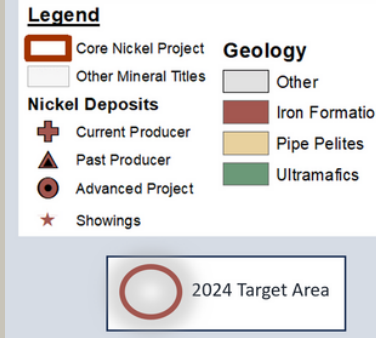 Legend
Core Nickel Project
Other Mineral Titles
Nickel Deposits
Current Producer
Past Producer
Advanced Project
Showings
Geology
Other
Iron Formatio
Pipe Pelites
Ultramafics
2024 Target Area